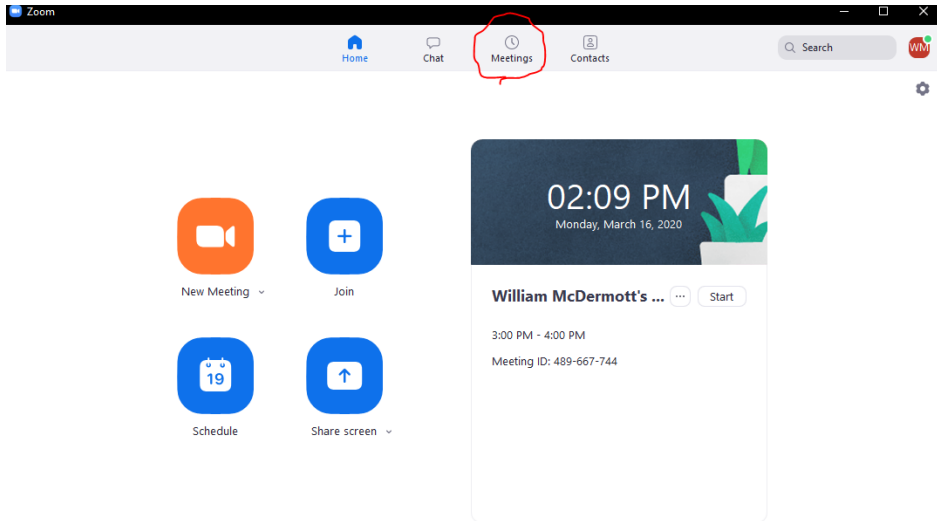 Zoom
Home Chat Meetings Contacts
Search
WM
02:09 PM
Monday, March 16, 2020
New Meeting
Join
William McDermott's ... Start
3:00 PM - 4:00 PM
Meeting ID: 489-667-744
19
Schedule
Share screen